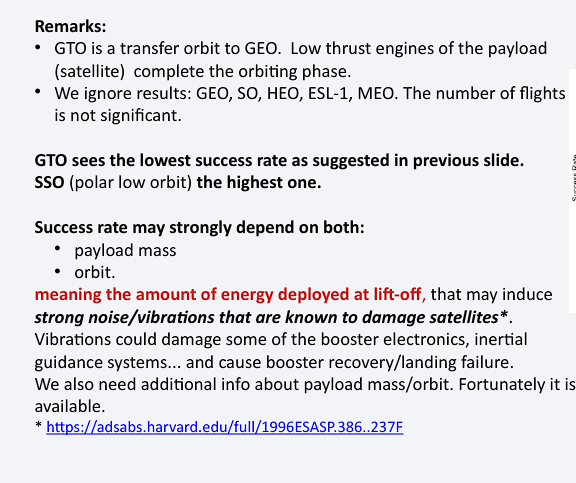 Remarks:
• GTO is a transfer orbit to GEO. Low thrust engines of the payload
(satellite) complete the orbiting phase.
• We ignore results: GEO, SO, HEO, ESL-1, MEO. The number of flights
is not significant.
GTO sees the lowest success rate as suggested in previous slide.
SSO (polar low orbit) the highest one.
Success rate may strongly depend on both:
• payload mass
• orbit.
meaning the amount of energy deployed at lift-off, that may induce
strong noise/vibrations that are known to damage satellites*.
Vibrations could damage some of the booster electronics, inertial
guidance systems... and cause booster recovery/landing failure.
We also need additional info about payload mass/orbit. Fortunately it is
available.
* https://adsabs.harvard.edu/full/1996ESASP.386..237F
Success Rate